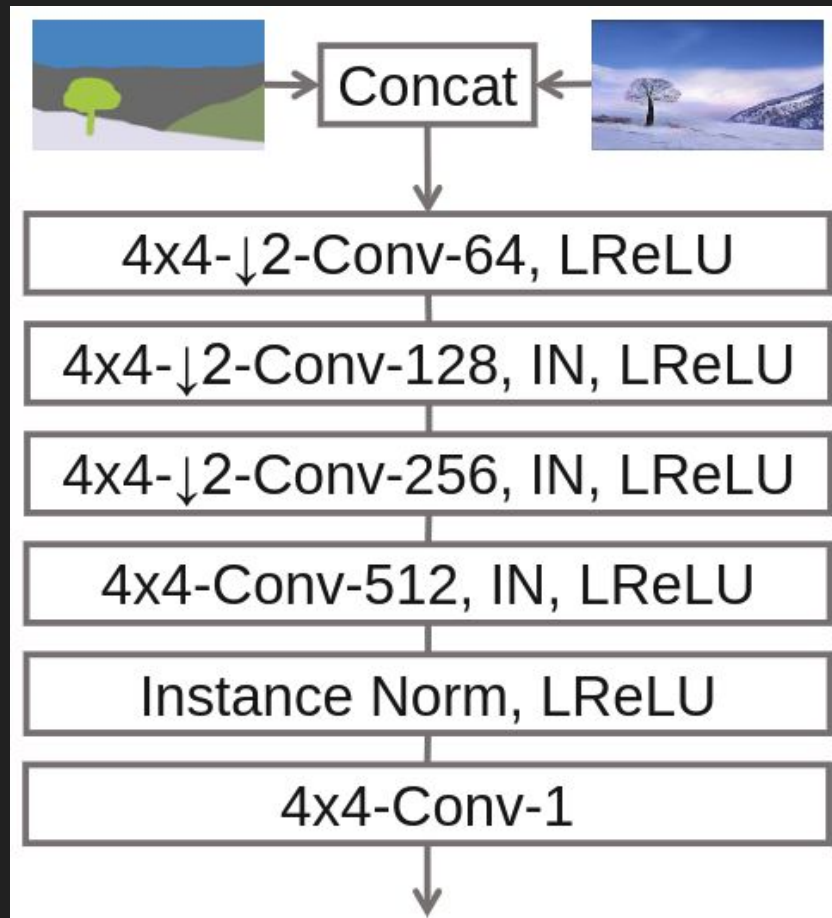 Concat
4x4-↓2-Conv-64, LReLU
4x4-↓2-Conv-128, IN, LReLU
4x4-↓2-Conv-256, IN, LReLU
4x4-Conv-512, IN, LReLU
Instance Norm, LReLU
4x4-Conv-1